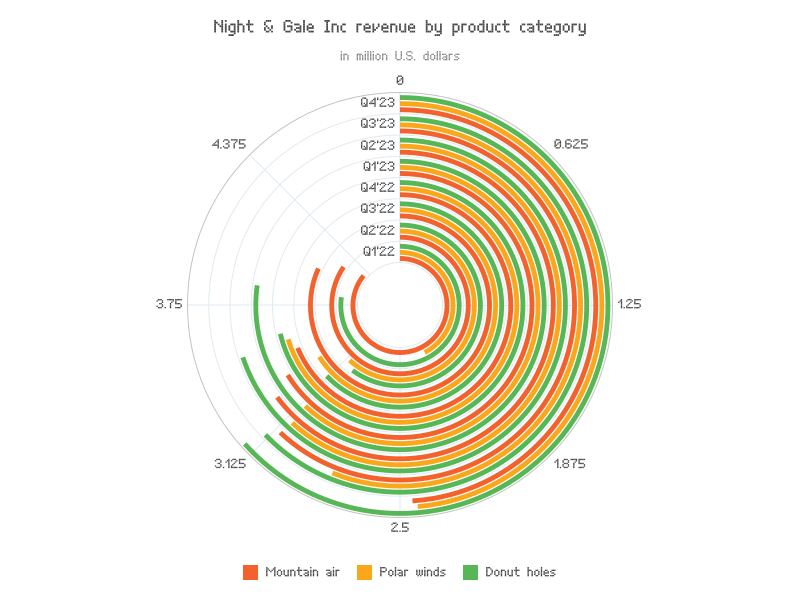 Night & Gale Inc revenue by product category
in million U.S. dollars
0
0.625
1.25
1.875
2.5
3.125
3.75
4.375
Q4'23
Q3'23
Q2'23
Q1'23
Q4'22
Q3'22
Q2'22
Q1'22
Mountain air
Polar winds
Donut holes